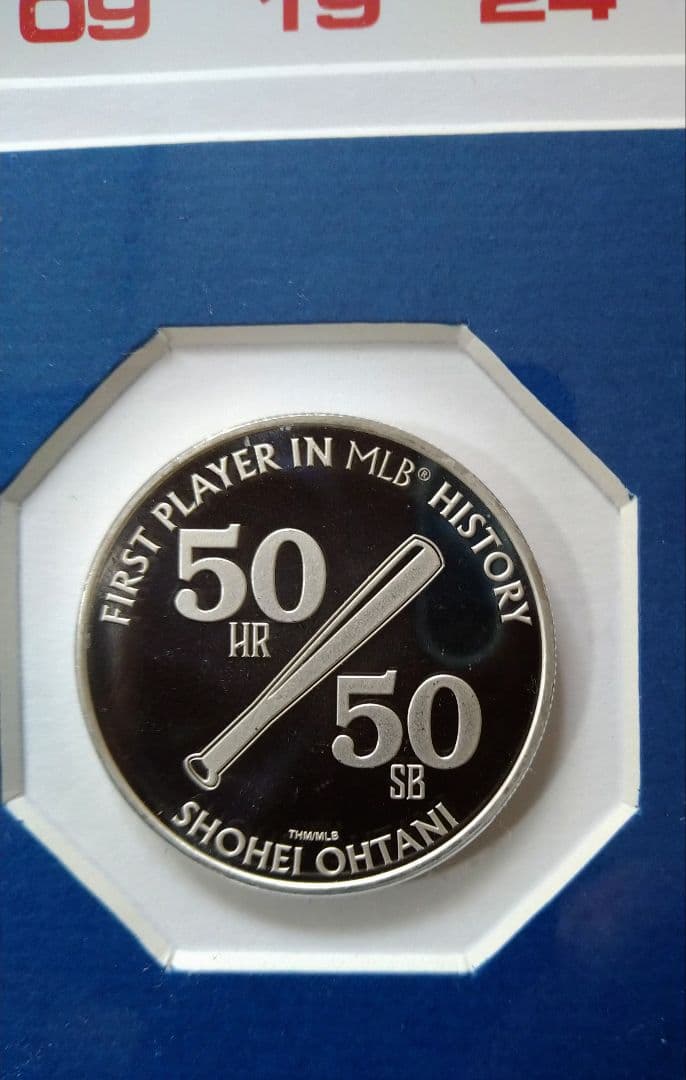 09 19 24
FIRST PLAYER IN MLB® HISTORY
50
HR
50
SB
THM/MLB
SHOHEI OHTANI